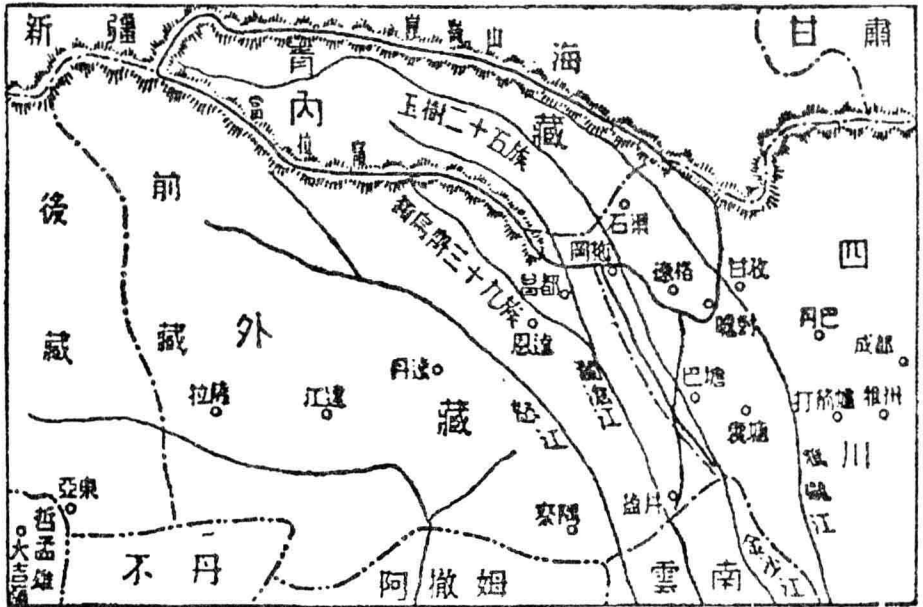 新疆
甘肅
青海
崑崙山
內藏
玉樹二十五族
前藏
後藏
外藏
四川
石渠
岡拖
昌都
德格
甘孜
瞻對
丹巴
成都
恩達
丹達
瀾滄江
巴塘
打箭爐
雅州
拉薩
江達
怒江
雅礱江
鹽井
察隅
亞東
哲孟雄
大吉嶺
不丹
阿撒姆
雲南
金沙江